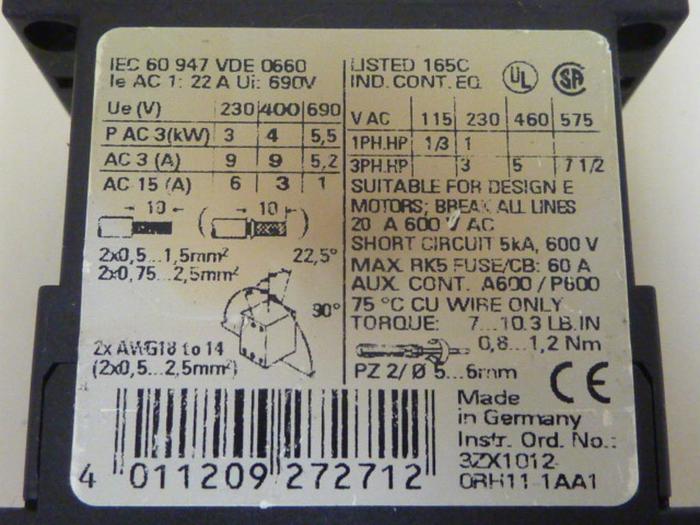 IEC 60 947 VDE 0660
Ie AC 1: 22 A Ui: 690V
Ue (V) 230 400 690
P AC 3(kW) 3 4 5,5
AC 3 (A) 9 9 5,2
AC 15 (A) 6 3 1
10 ( 10 )
2x0,5...1,5mm²
2x0,75...2,5mm²
22,5°
90°
2x AWG18 to 14
(2x0,5...2,5mm²)
LISTED 165C
IND. CONT. EQ.
UL
SA
V AC 115 230 460 575
1PH.HP 1/3 1
3PH.HP 3 5 7 1/2
SUITABLE FOR DESIGN E
MOTORS; BREAK ALL LINES
20 A 600 V AC
SHORT CIRCUIT 5kA, 600 V
MAX. RK5 FUSE/CB: 60 A
AUX. CONT. A600 / P600
75 °C CU WIRE ONLY
TORQUE: 7...10.3 LB.IN
0,8...1,2 Nm
PZ 2/ Ø 5...6mm
CE
Made
in Germany
Instr. Ord. No.:
3ZX1012-
0RH11-1AA1
4 011209 272712